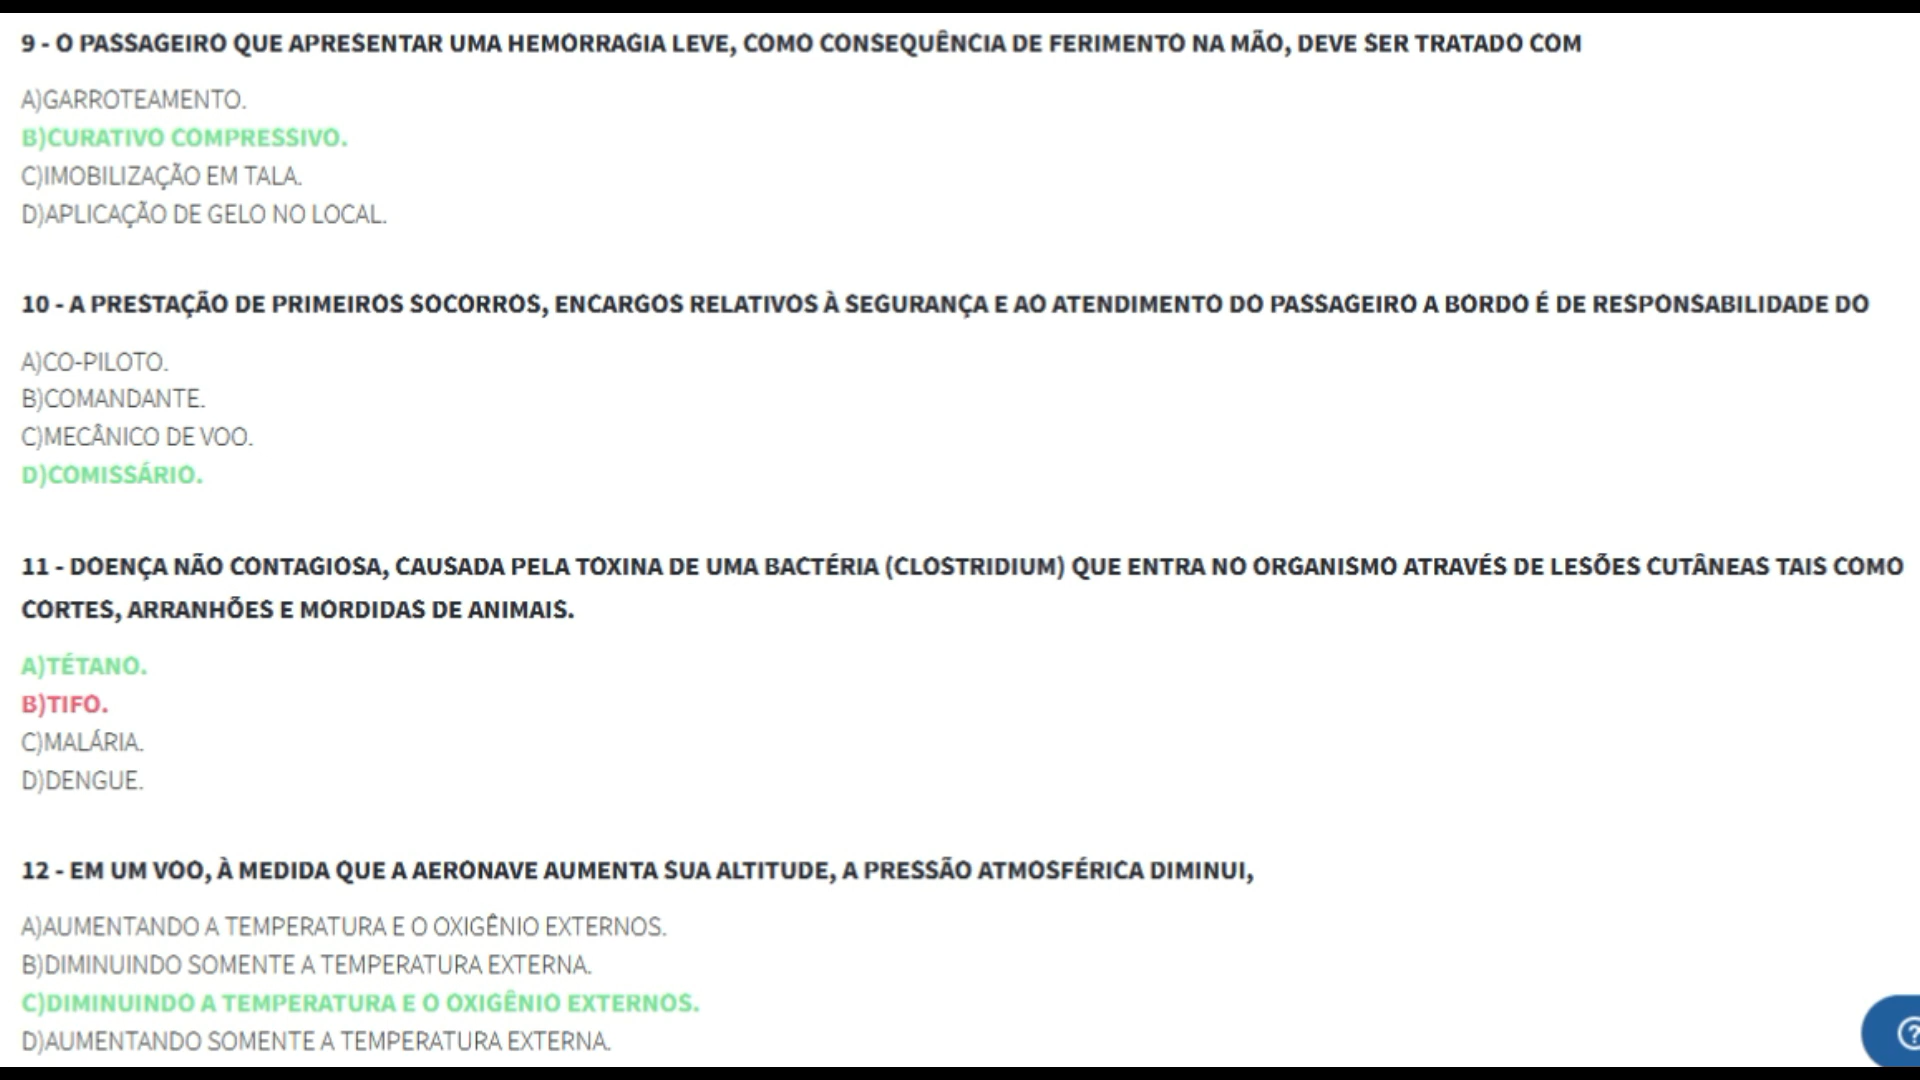 9 - O PASSAGEIRO QUE APRESENTAR UMA HEMORRAGIA LEVE, COMO CONSEQUÊNCIA DE FERIMENTO NA MÃO, DEVE SER TRATADO COM
A)GARROTEAMENTO.
B)CURATIVO COMPRESSIVO.
C)IMOBILIZAÇÃO EM TALA.
D)APLICAÇÃO DE GELO NO LOCAL.
10 - A PRESTAÇÃO DE PRIMEIROS SOCORROS, ENCARGOS RELATIVOS À SEGURANÇA E AO ATENDIMENTO DO PASSAGEIRO A BORDO É DE RESPONSABILIDADE DO
A)CO-PILOTO.
B)COMANDANTE.
C)MECÂNICO DE VOO.
D)COMISSÁRIO.
11 - DOENÇA NÃO CONTAGIOSA, CAUSADA PELA TOXINA DE UMA BACTÉRIA (CLOSTRIDIUM) QUE ENTRA NO ORGANISMO ATRAVÉS DE LESÕES CUTÂNEAS TAIS COMO
CORTES, ARRANHÕES E MORDIDAS DE ANIMAIS.
A)TÉTANO.
B)TIFO.
C)MALÁRIA.
D)DENGUE.
12 - EM UM VOO, À MEDIDA QUE A AERONAVE AUMENTA SUA ALTITUDE, A PRESSÃO ATMOSFÉRICA DIMINUI,
A)AUMENTANDO A TEMPERATURA E O OXIGÊNIO EXTERNOS.
B)DIMINUINDO SOMENTE A TEMPERATURA EXTERNA.
C)DIMINUINDO A TEMPERATURA E O OXIGÊNIO EXTERNOS.
D)AUMENTANDO SOMENTE A TEMPERATURA EXTERNA.